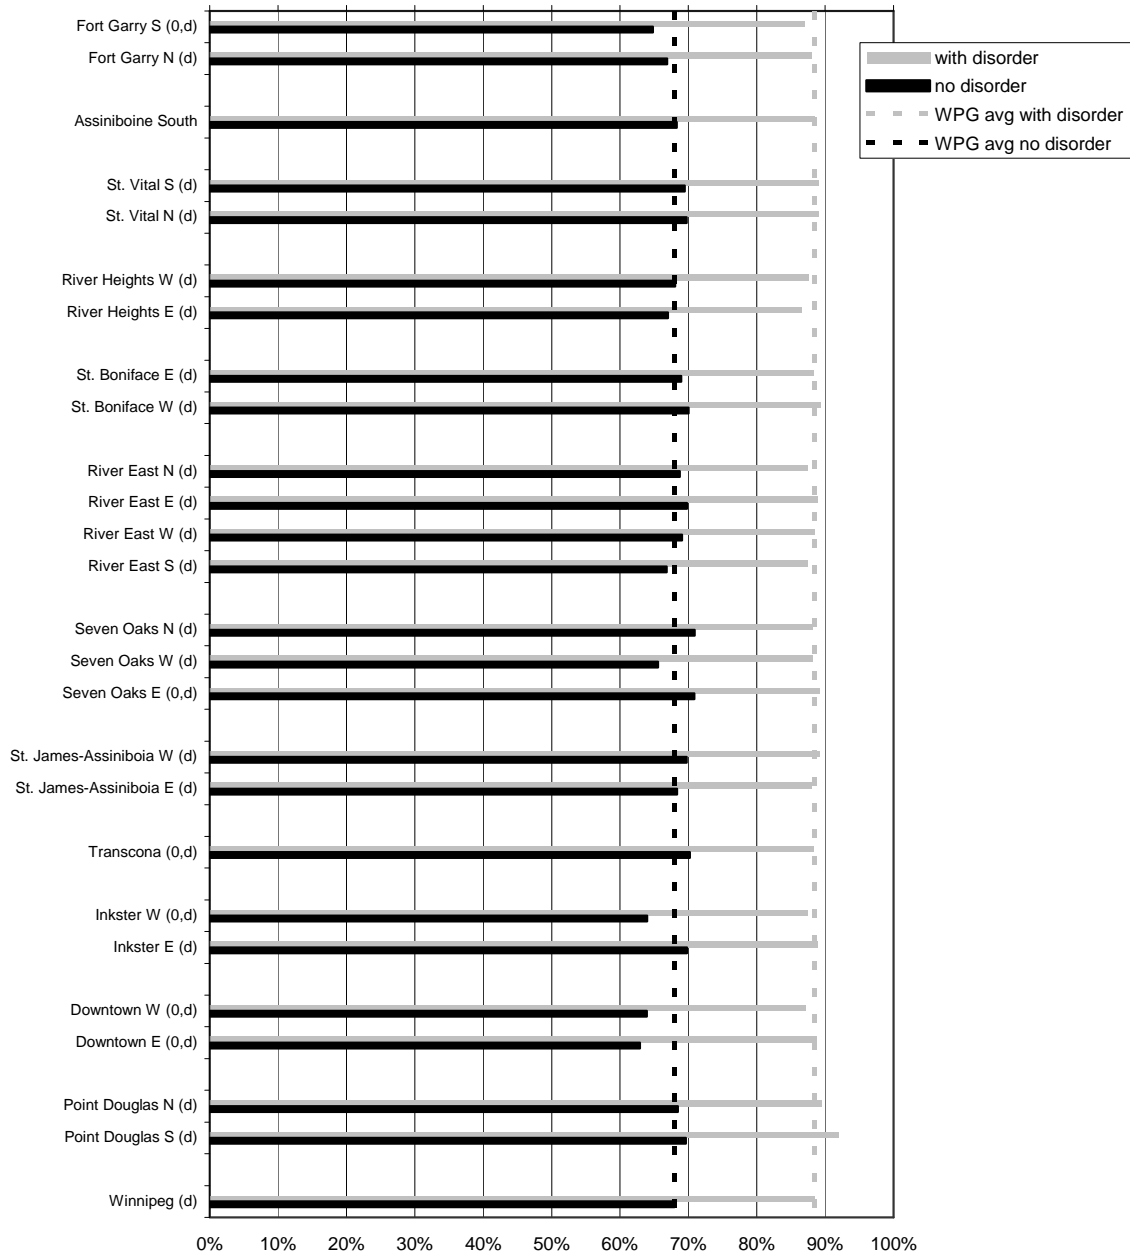 Fort Garry S (0,d)
Fort Garry N (d)
Assiniboine South
St. Vital S (d)
St. Vital N (d)
River Heights W (d)
River Heights E (d)
St. Boniface E (d)
St. Boniface W (d)
River East N (d)
River East E (d)
River East W (d)
River East S (d)
Seven Oaks N (d)
Seven Oaks W (d)
Seven Oaks E (0,d)
St. James-Assiniboia W (d)
St. James-Assiniboia E (d)
Transcona (0,d)
Inkster W (0,d)
Inkster E (d)
Downtown W (0,d)
Downtown E (0,d)
Point Douglas N (d)
Point Douglas S (d)
Winnipeg (d)
with disorder
no disorder
WPG avg with disorder
WPG avg no disorder
0% 10% 20% 30% 40% 50% 60% 70% 80% 90% 100%